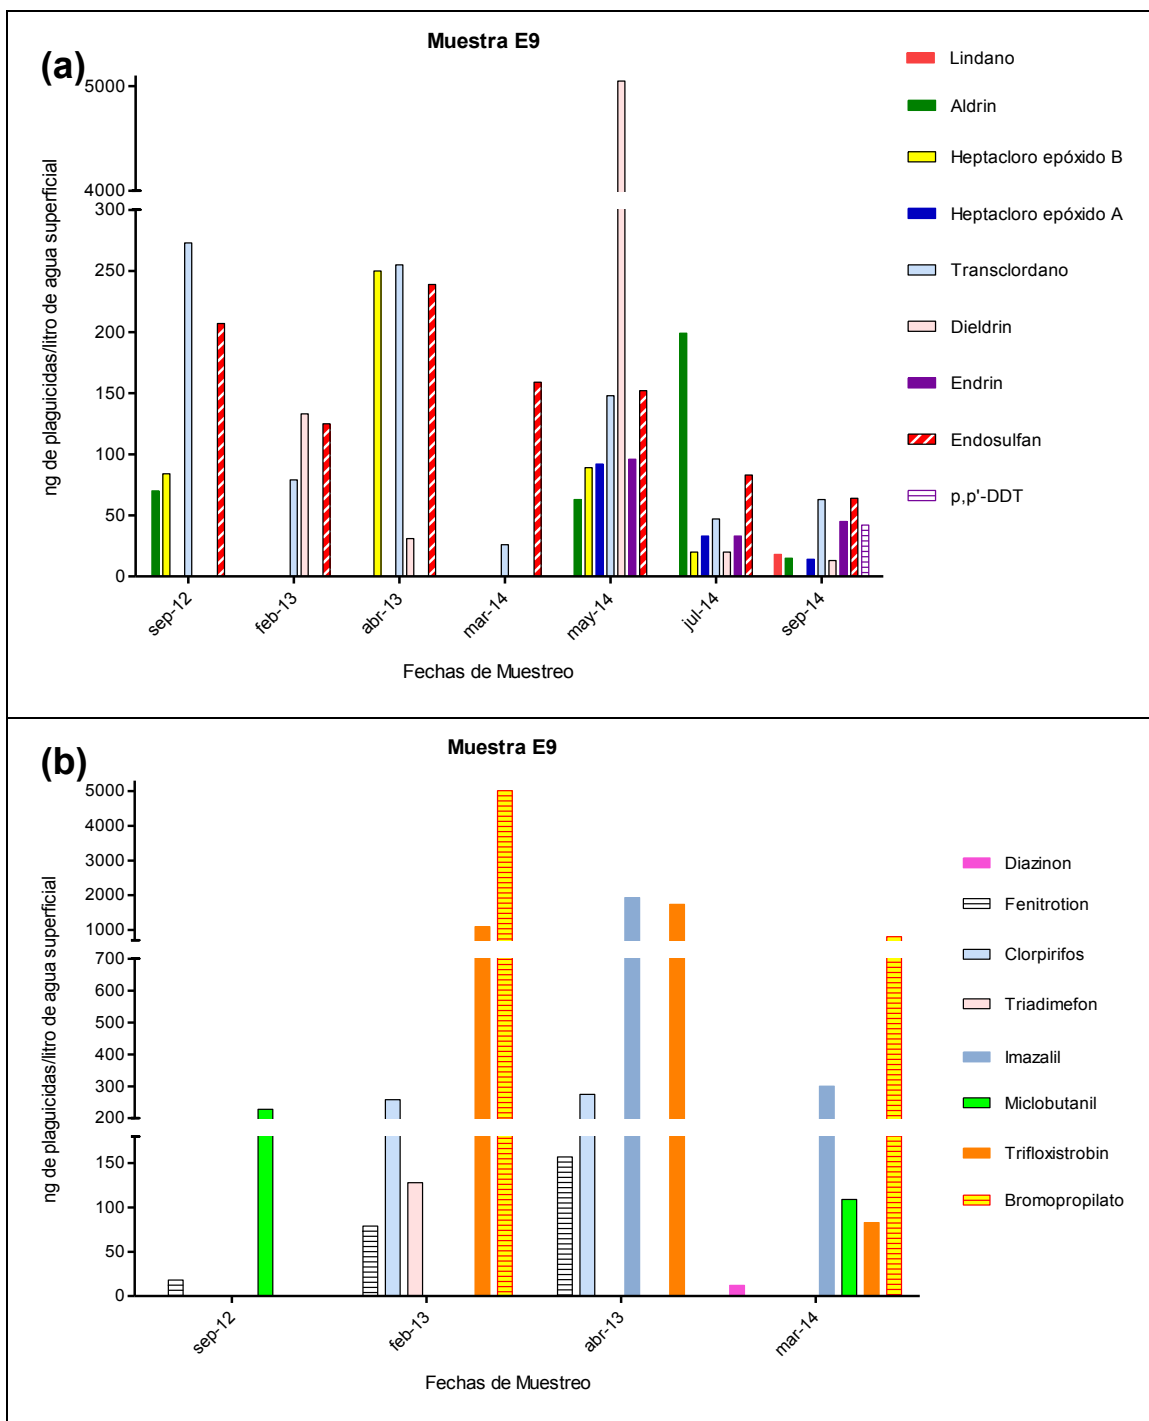 (a)
Muestra E9
ng de plaguicidas/litro de agua superficial
5000
4000
300
250
200
150
100
50
0
sep-12
feb-13
abr-13
mar-14
may-14
jul-14
sep-14
Fechas de Muestreo
Lindano
Aldrin
Heptacloro epóxido B
Heptacloro epóxido A
Transclordano
Dieldrin
Endrin
Endosulfan
p,p'-DDT
(b)
Muestra E9
ng de plaguicidas/litro de agua superficial
5000
4000
3000
2000
1000
700
600
500
400
300
200
150
100
50
0
sep-12
feb-13
abr-13
mar-14
Fechas de Muestreo
Diazinon
Fenitrotion
Clorpirifos
Triadimefon
Imazalil
Miclobutanil
Trifloxistrobin
Bromopropilato